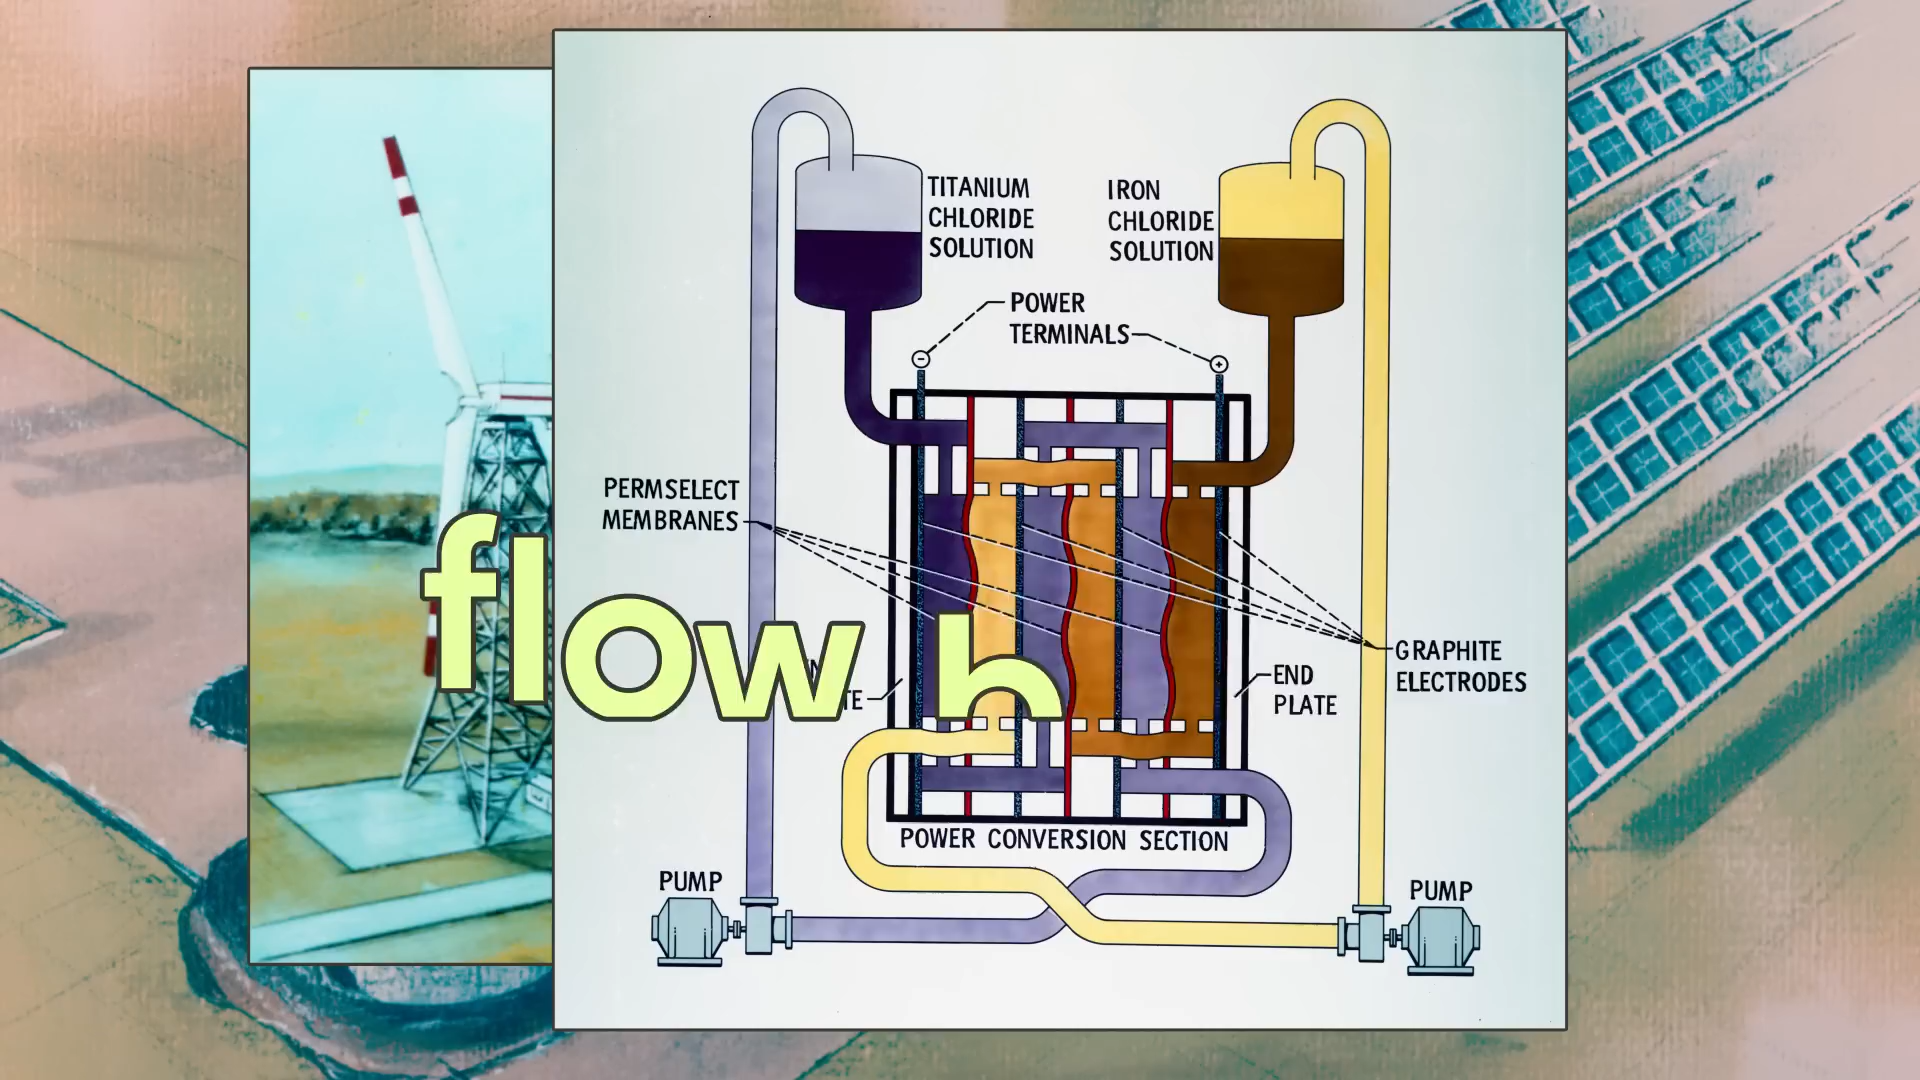 TITANIUM
CHLORIDE
SOLUTION
IRON
CHLORIDE
SOLUTION
POWER
TERMINALS
−
+
PERMSELECT
MEMBRANES
flow
GRAPHITE
ELECTRODES
END
PLATE
POWER CONVERSION SECTION
PUMP
PUMP